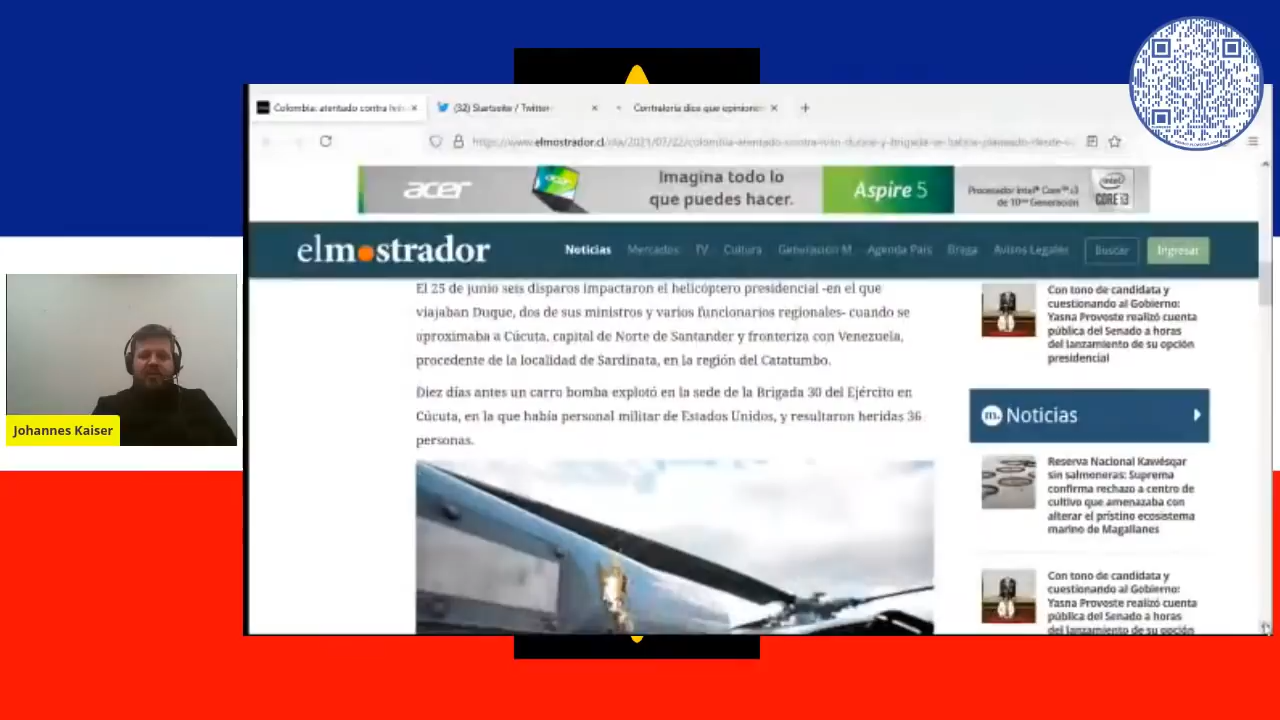 Colombia: atentado contra
(32) Startseite / Twitter
Contraloría dice que opinione
https://www.elmostrador.cl/dia/2021/07/22/colombia-atentado-contra-ivan-duque-y-brigada-se
acer
Imagina todo lo
que puedes hacer.
Aspire 5
Procesador Intel® Core™ i3
de 10ma Generación
intel
CORE i3
elmostrador
Noticias
Mercados
TV
Cultura
Generación M
Agenda País
Braga
Avisos Legales
Buscar
Ingresar
El 25 de junio seis disparos impactaron el helicóptero presidencial -en el que
viajaban Duque, dos de sus ministros y varios funcionarios regionales- cuando se
aproximaba a Cúcuta, capital de Norte de Santander y fronteriza con Venezuela,
procedente de la localidad de Sardinata, en la región del Catatumbo.
Diez días antes un carro bomba explotó en la sede de la Brigada 30 del Ejército en
Cúcuta, en la que había personal militar de Estados Unidos, y resultaron heridas 36
personas.
Con tono de candidata y
cuestionando al Gobierno:
Yasna Provoste realizó cuenta
pública del Senado a horas
del lanzamiento de su opción
presidencial
m. Noticias
Reserva Nacional Kawésqar
sin salmoneras: Suprema
confirma rechazo a centro de
cultivo que amenazaba con
alterar el prístino ecosistema
marino de Magallanes
Con tono de candidata y
cuestionando al Gobierno:
Yasna Provoste realizó cuenta
pública del Senado a horas
del lanzamiento de su opción
Johannes Kaiser